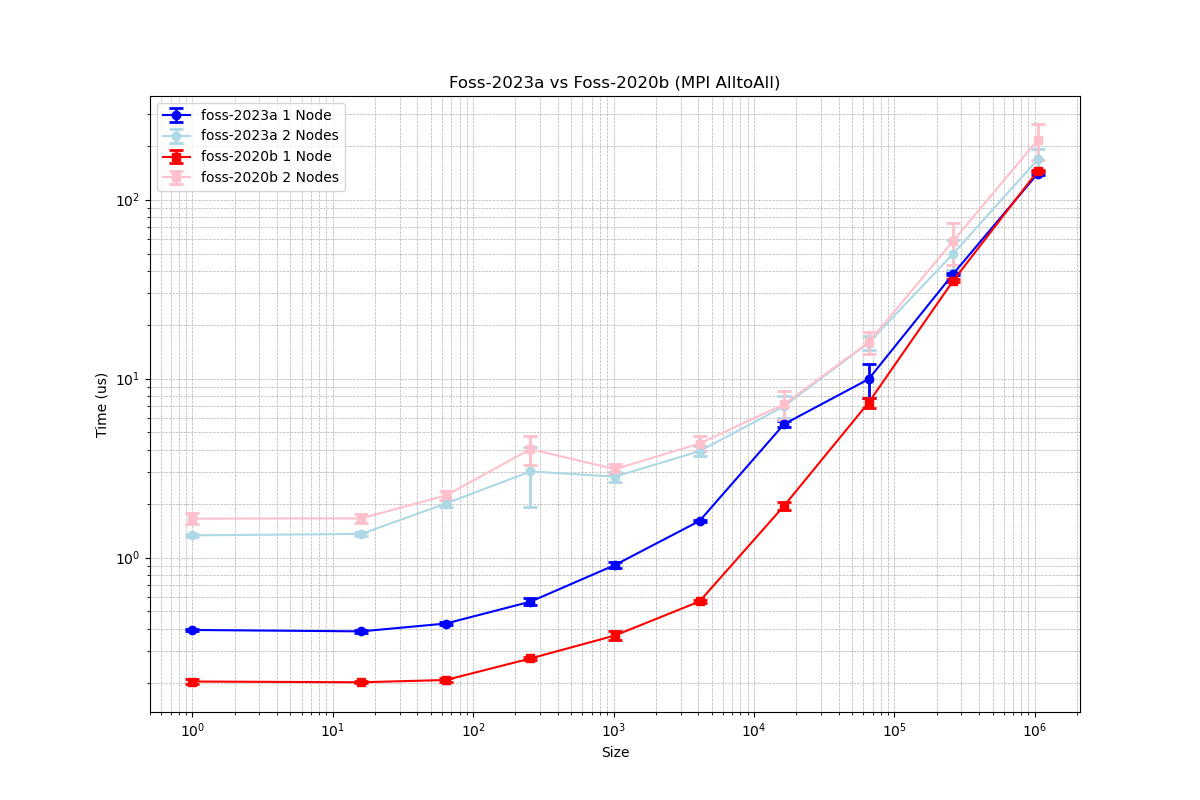 Foss-2023a vs Foss-2020b (MPI AlltoAll)
foss-2023a 1 Node
foss-2023a 2 Nodes
foss-2020b 1 Node
foss-2020b 2 Nodes
10²
10¹
10⁰
Time (us)
10⁰ 10¹ 10² 10³ 10⁴ 10⁵ 10⁶
Size